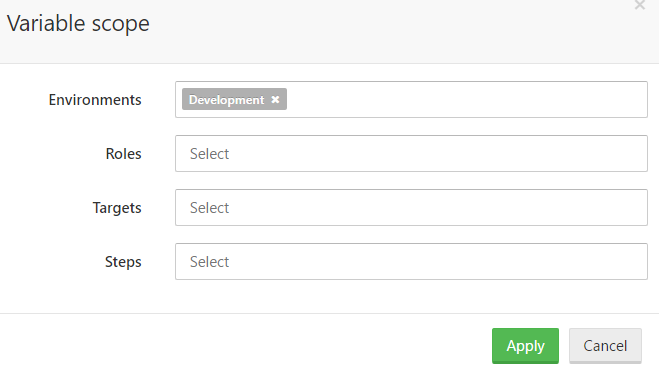 Variable scope
Environments Development
Roles Select
Targets Select
Steps Select
Apply Cancel